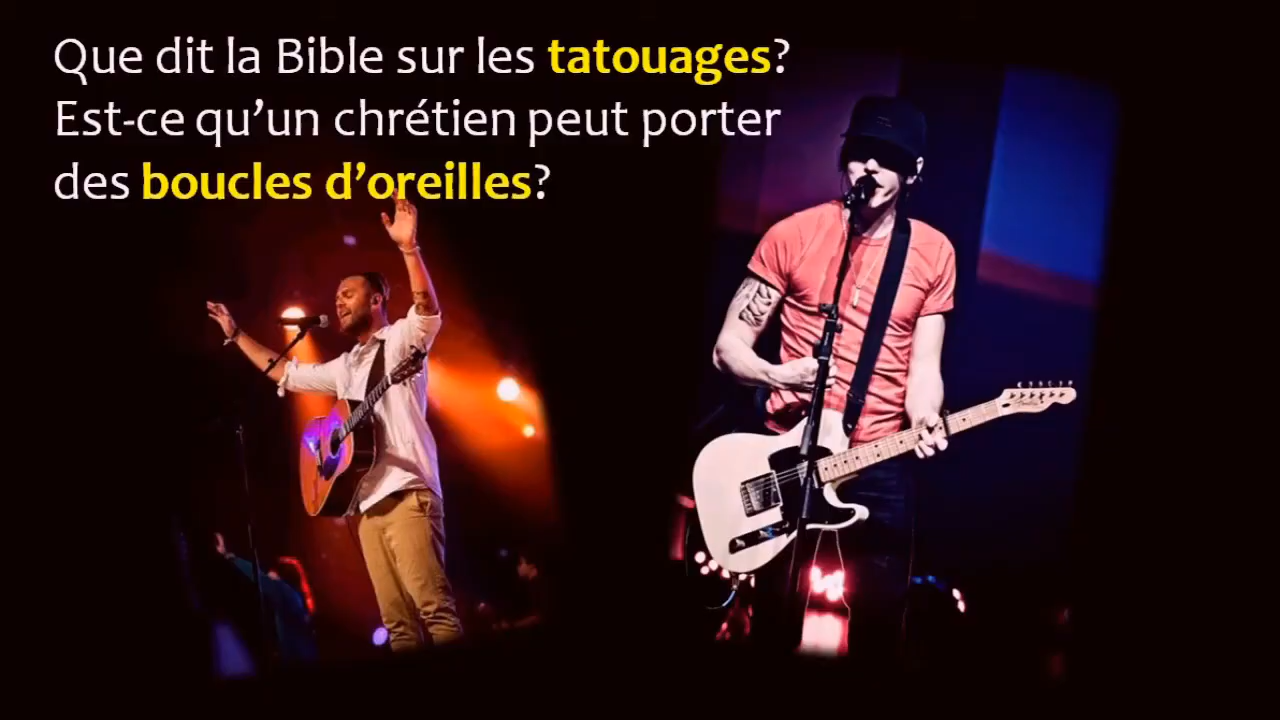 Que dit la Bible sur les tatouages?
Est-ce qu’un chrétien peut porter
des boucles d’oreilles?